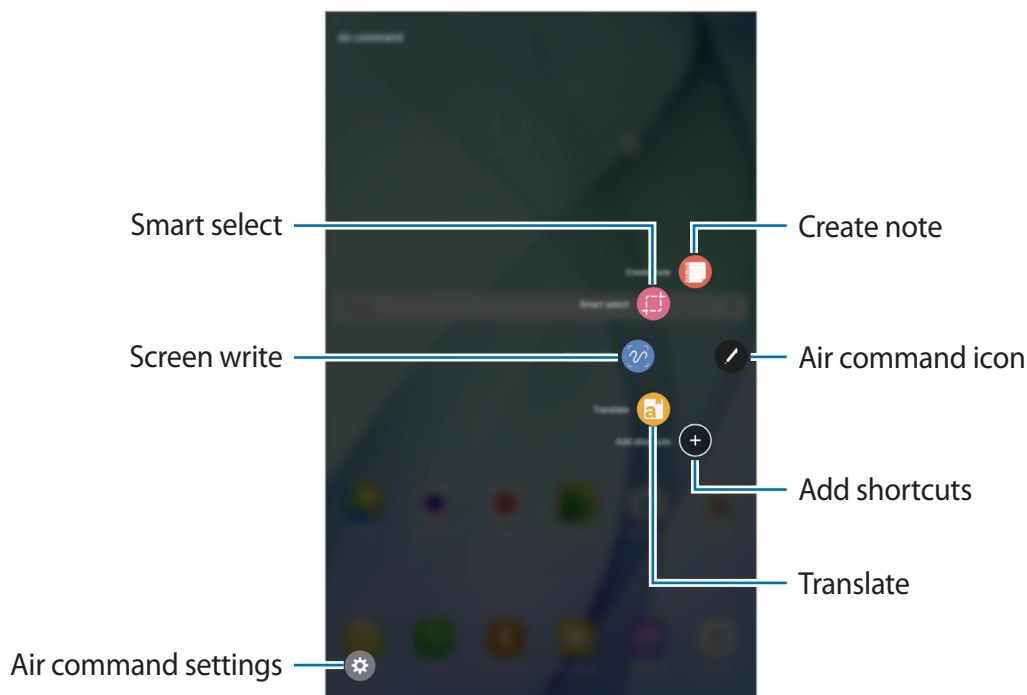 Air command
Smart select
Create note
Create note
Smart select
Screen write
Air command icon
Translate
Add shortcuts
Add shortcuts
Translate
Air command settings